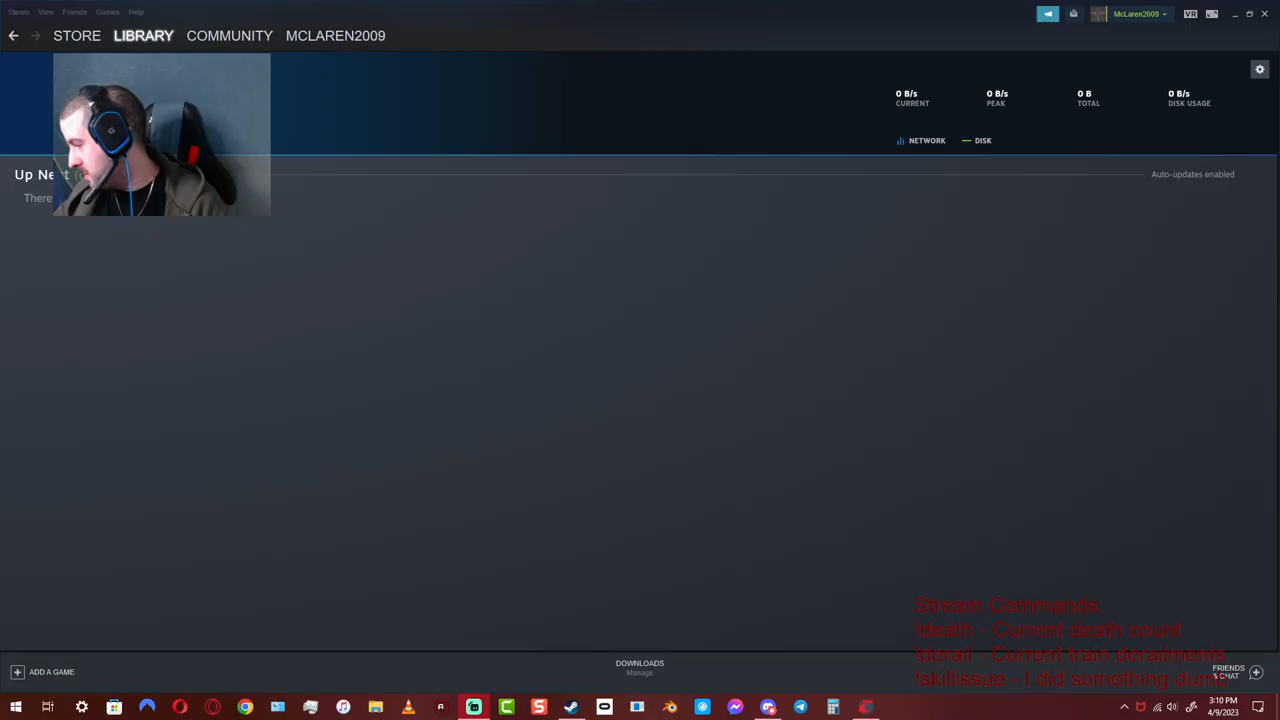 Steam View Friends Games Help
McLaren2009
VR
STORE LIBRARY COMMUNITY MCLAREN2009
0 B/s 0 B/s 0 B 0 B/s
CURRENT PEAK TOTAL DISK USAGE
NETWORK DISK
Up Next
Auto-updates enabled
There
Stream Commands
!death - Current death count
!derail - Current train derailments
!skillissue - I did something dumb
ADD A GAME
DOWNLOADS
Manage
FRIENDS
& CHAT
3:10 PM
4/9/2023